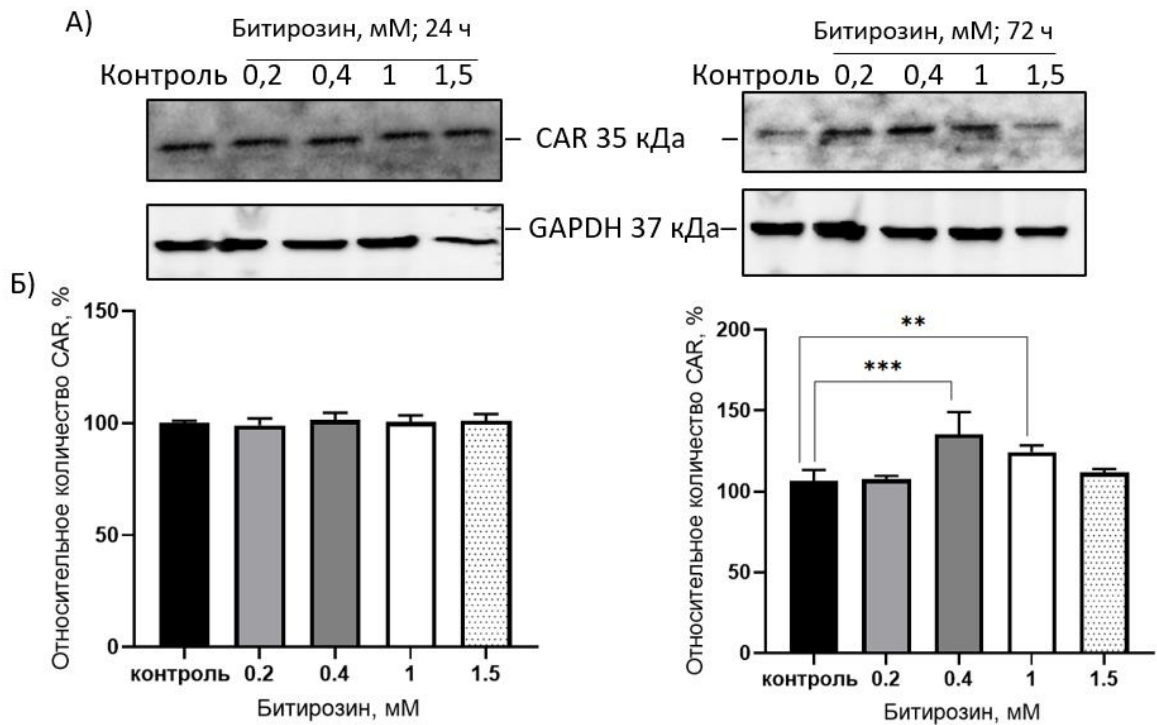 А)
Битирозин, мМ; 24 ч
Контроль 0,2 0,4 1 1,5
Битирозин, мМ; 72 ч
Контроль 0,2 0,4 1 1,5
– CAR 35 кДа –
– GAPDH 37 кДа –
Б)
Относительное количество CAR, %
150
100
50
0
контроль 0.2 0.4 1 1.5
Битирозин, мМ
Относительное количество CAR, %
200
150
100
50
0
**
***
контроль 0.2 0.4 1 1.5
Битирозин, мМ